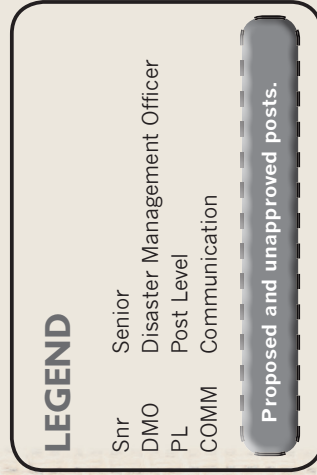 LEGEND
Snr Senior
DMO Disaster Management Officer
PL Post Level
COMM Communication
Proposed and unapproved posts.